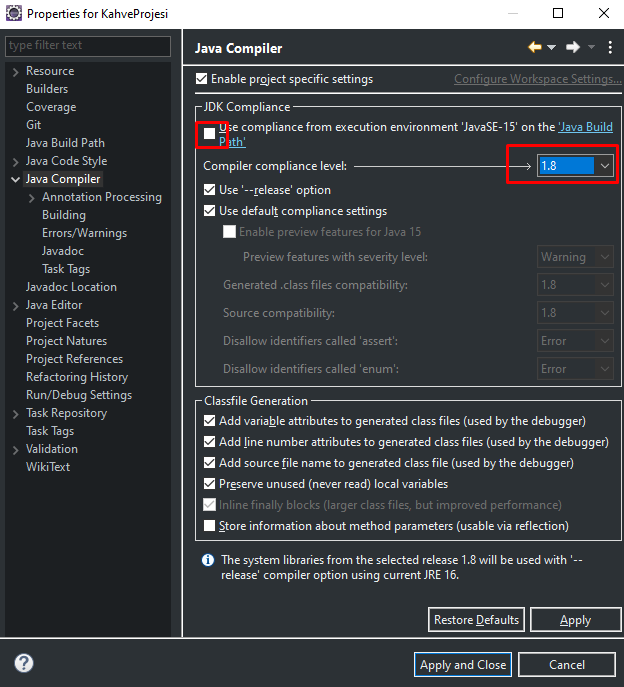 Properties for KahveProjesi
type filter text
Resource
Builders
Coverage
Git
Java Build Path
Java Code Style
Java Compiler
Annotation Processing
Building
Errors/Warnings
Javadoc
Task Tags
Javadoc Location
Java Editor
Project Facets
Project Natures
Project References
Refactoring History
Run/Debug Settings
Task Repository
Task Tags
Validation
WikiText
Java Compiler
Enable project specific settings
Configure Workspace Settings...
JDK Compliance
Use compliance from execution environment 'JavaSE-15' on the 'Java Build
Path'
Compiler compliance level:
1.8
Use '--release' option
Use default compliance settings
Enable preview features for Java 15
Preview features with severity level:
Warning
Generated .class files compatibility:
1.8
Source compatibility:
1.8
Disallow identifiers called 'assert':
Error
Disallow identifiers called 'enum':
Error
Classfile Generation
Add variable attributes to generated class files (used by the debugger)
Add line number attributes to generated class files (used by the debugger)
Add source file name to generated class file (used by the debugger)
Preserve unused (never read) local variables
Inline finally blocks (larger class files, but improved performance)
Store information about method parameters (usable via reflection)
The system libraries from the selected release 1.8 will be used with '--
release' compiler option using current JRE 16.
Restore Defaults
Apply
Apply and Close
Cancel